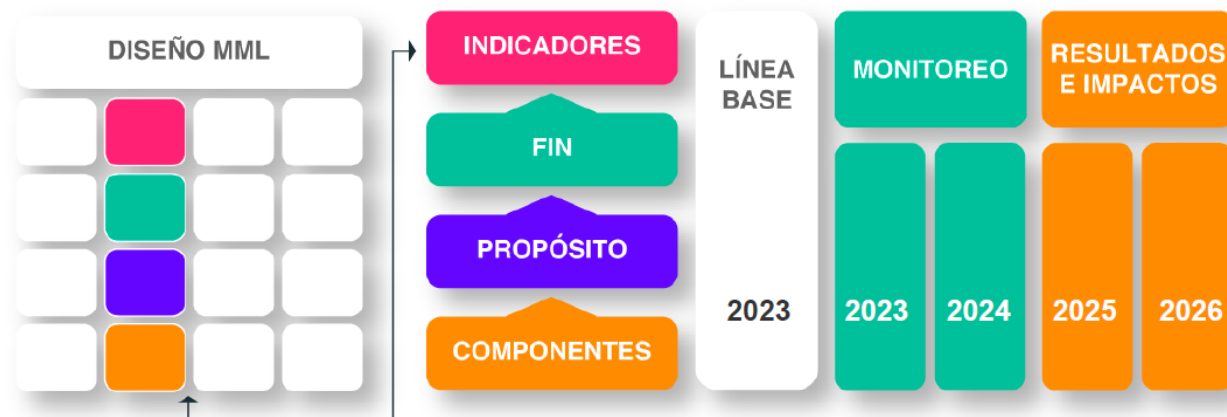 DISEÑO MML
INDICADORES
FIN
PROPÓSITO
COMPONENTES
LÍNEA
BASE
2023
MONITOREO
2023
2024
RESULTADOS
E IMPACTOS
2025
2026